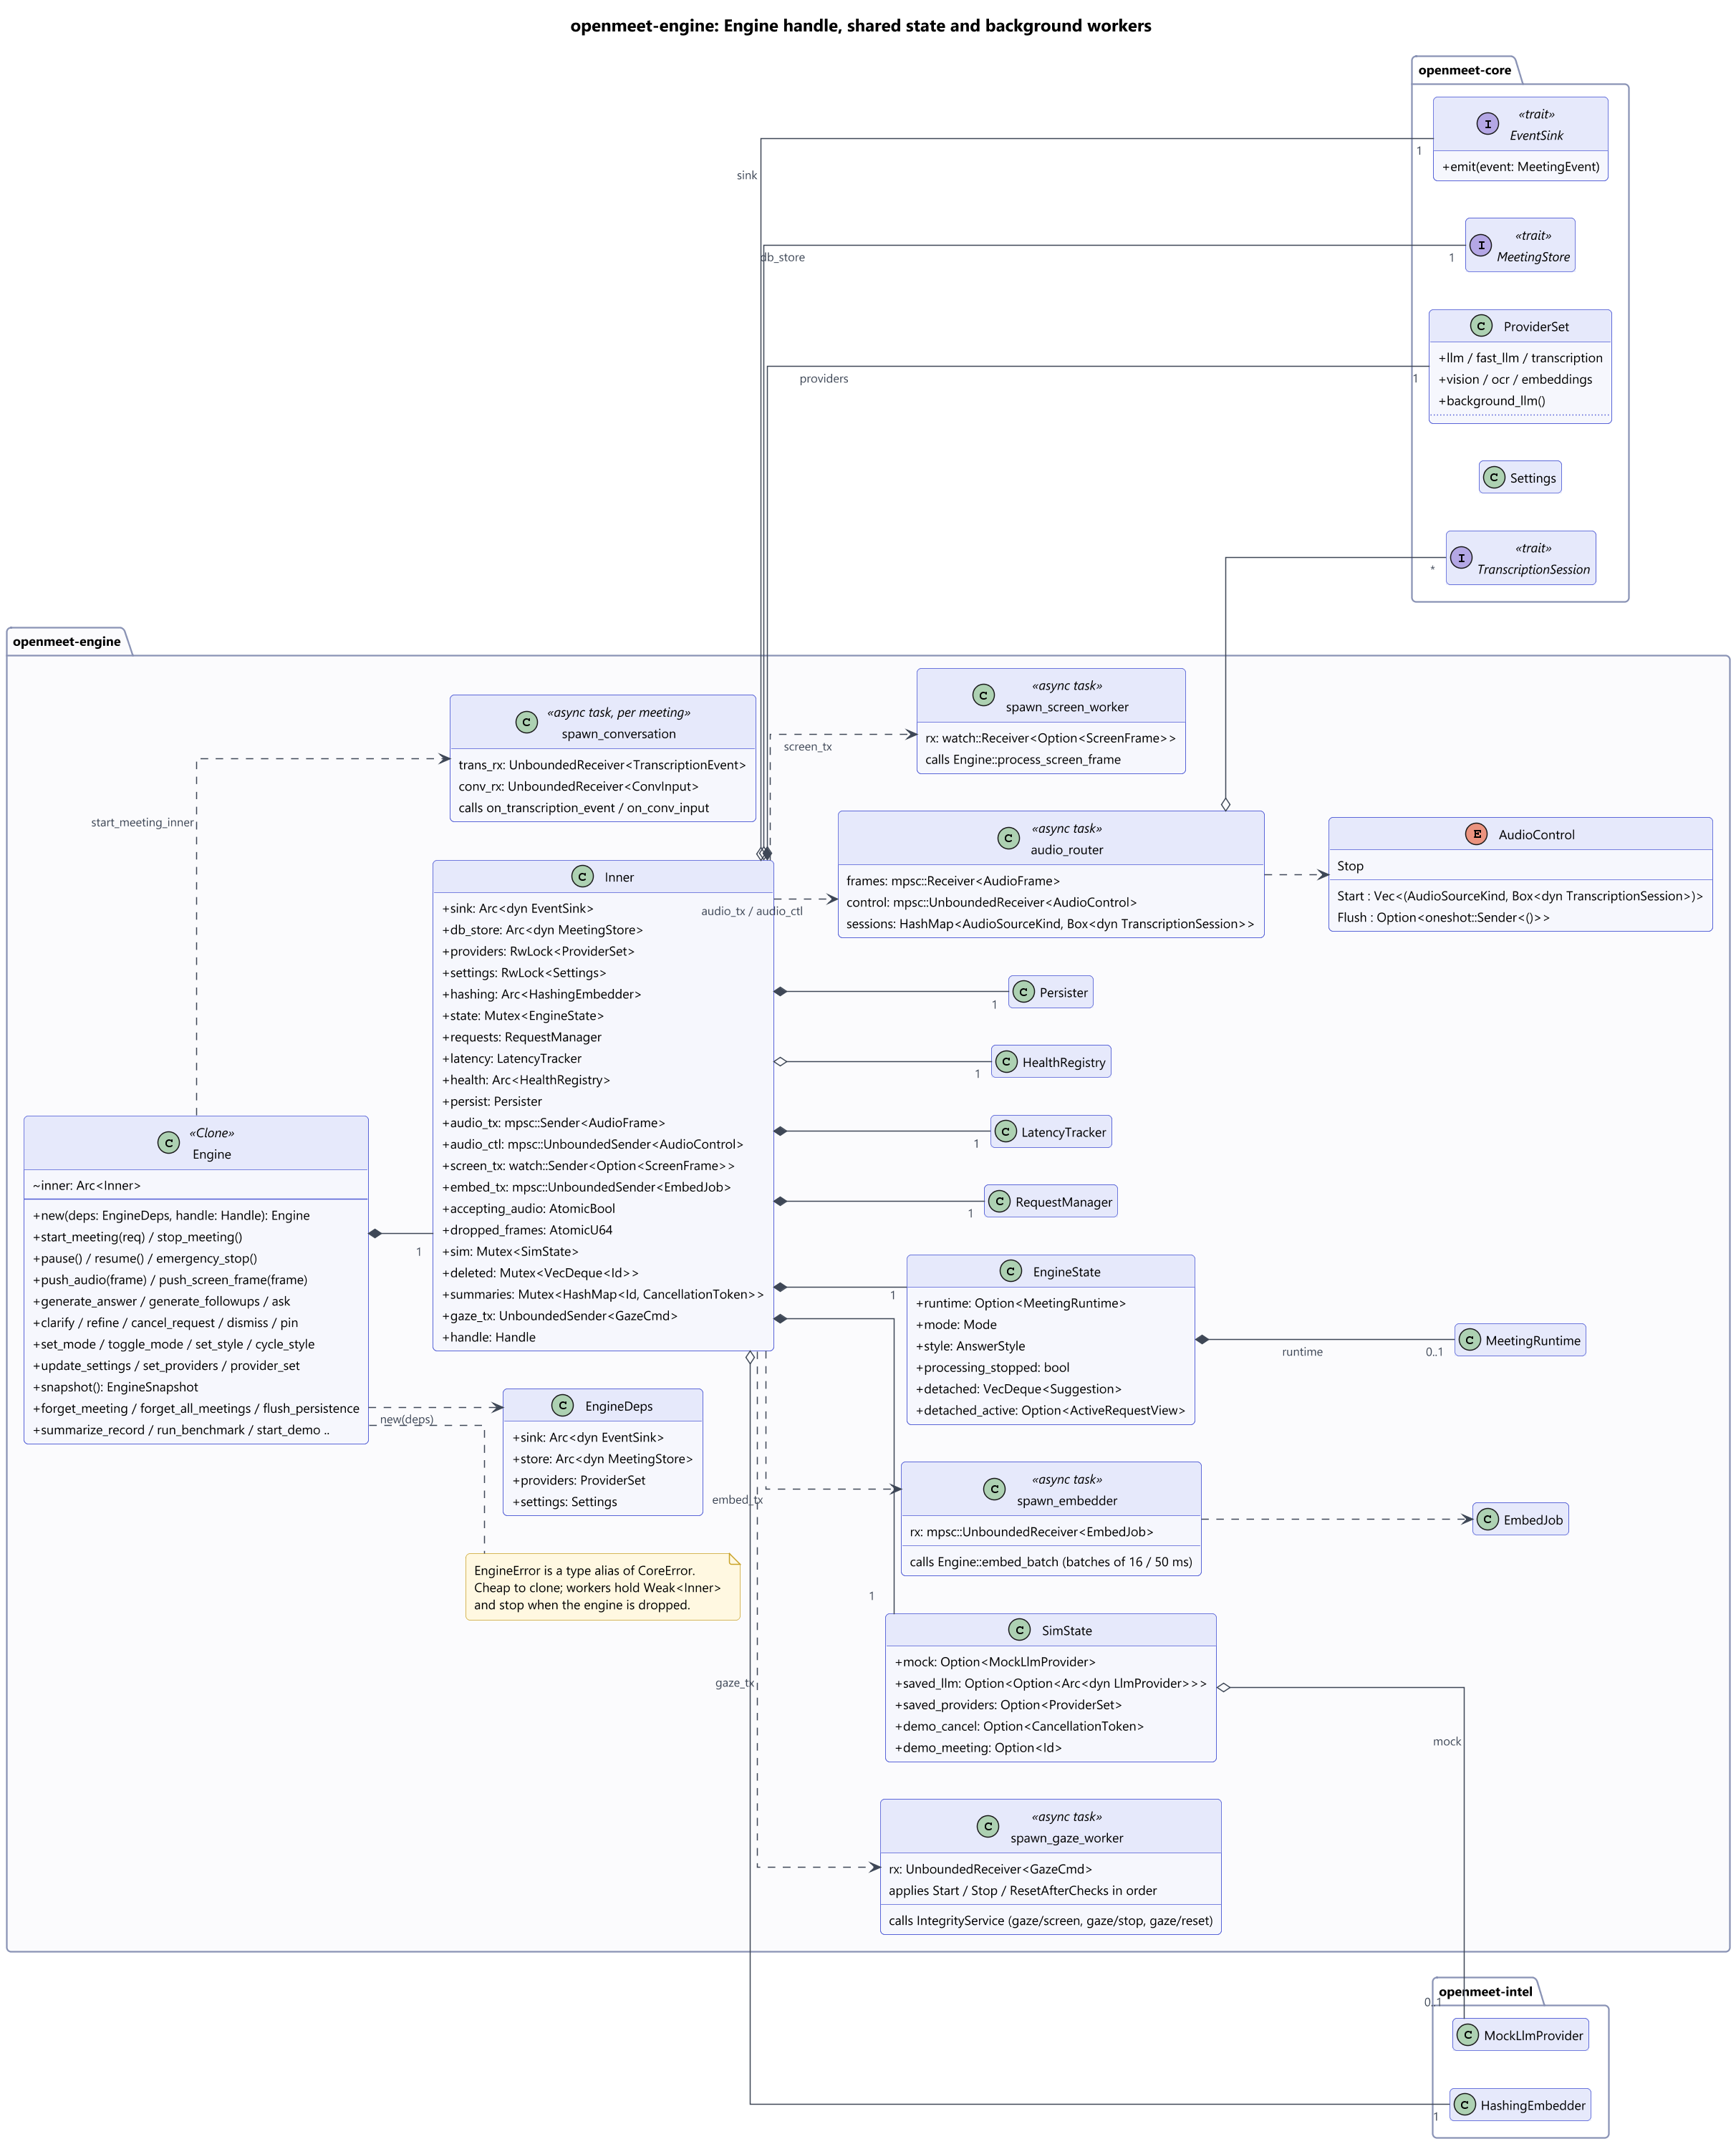 openmeet-engine: Engine handle, shared state and background workers
openmeet-core
«trait»
EventSink
+emit(event: MeetingEvent)
1
sink
«trait»
MeetingStore
1
db_store
ProviderSet
+llm / fast_llm / transcription
+vision / ocr / embeddings
+background_llm()
1
providers
Settings
«trait»
TranscriptionSession
*
openmeet-engine
«async task, per meeting»
spawn_conversation
trans_rx: UnboundedReceiver<TranscriptionEvent>
conv_rx: UnboundedReceiver<ConvInput>
calls on_transcription_event / on_conv_input
start_meeting_inner
«async task»
spawn_screen_worker
rx: watch::Receiver<Option<ScreenFrame>>
calls Engine::process_screen_frame
screen_tx
«async task»
audio_router
frames: mpsc::Receiver<AudioFrame>
control: mpsc::UnboundedReceiver<AudioControl>
sessions: HashMap<AudioSourceKind, Box<dyn TranscriptionSession>>
audio_tx / audio_ctl
AudioControl
Stop
Start : Vec<(AudioSourceKind, Box<dyn TranscriptionSession>)>
Flush : Option<oneshot::Sender<()>>
Inner
+sink: Arc<dyn EventSink>
+db_store: Arc<dyn MeetingStore>
+providers: RwLock<ProviderSet>
+settings: RwLock<Settings>
+hashing: Arc<HashingEmbedder>
+state: Mutex<EngineState>
+requests: RequestManager
+latency: LatencyTracker
+health: Arc<HealthRegistry>
+persist: Persister
+audio_tx: mpsc::Sender<AudioFrame>
+audio_ctl: mpsc::UnboundedSender<AudioControl>
+screen_tx: watch::Sender<Option<ScreenFrame>>
+embed_tx: mpsc::UnboundedSender<EmbedJob>
+accepting_audio: AtomicBool
+dropped_frames: AtomicU64
+sim: Mutex<SimState>
+deleted: Mutex<VecDeque<Id>>
+summaries: Mutex<HashMap<Id, CancellationToken>>
+gaze_tx: UnboundedSender<GazeCmd>
+handle: Handle
Persister
1
HealthRegistry
1
LatencyTracker
1
RequestManager
1
«Clone»
Engine
~inner: Arc<Inner>
+new(deps: EngineDeps, handle: Handle): Engine
+start_meeting(req) / stop_meeting()
+pause() / resume() / emergency_stop()
+push_audio(frame) / push_screen_frame(frame)
+generate_answer / generate_followups / ask
+clarify / refine / cancel_request / dismiss / pin
+set_mode / toggle_mode / set_style / cycle_style
+update_settings / set_providers / provider_set
+snapshot(): EngineSnapshot
+forget_meeting / forget_all_meetings / flush_persistence
+summarize_record / run_benchmark / start_demo ..
1
EngineState
+runtime: Option<MeetingRuntime>
+mode: Mode
+style: AnswerStyle
+processing_stopped: bool
+detached: VecDeque<Suggestion>
+detached_active: Option<ActiveRequestView>
1
MeetingRuntime
runtime
0..1
new(deps)
EngineDeps
+sink: Arc<dyn EventSink>
+store: Arc<dyn MeetingStore>
+providers: ProviderSet
+settings: Settings
EngineError is a type alias of CoreError.
Cheap to clone; workers hold Weak<Inner>
and stop when the engine is dropped.
embed_tx
«async task»
spawn_embedder
rx: mpsc::UnboundedReceiver<EmbedJob>
calls Engine::embed_batch (batches of 16 / 50 ms)
EmbedJob
1
SimState
+mock: Option<MockLlmProvider>
+saved_llm: Option<Option<Arc<dyn LlmProvider>>>
+saved_providers: Option<ProviderSet>
+demo_cancel: Option<CancellationToken>
+demo_meeting: Option<Id>
gaze_tx
mock
«async task»
spawn_gaze_worker
rx: UnboundedReceiver<GazeCmd>
applies Start / Stop / ResetAfterChecks in order
calls IntegrityService (gaze/screen, gaze/stop, gaze/reset)
openmeet-intel
0..1
MockLlmProvider
HashingEmbedder
1